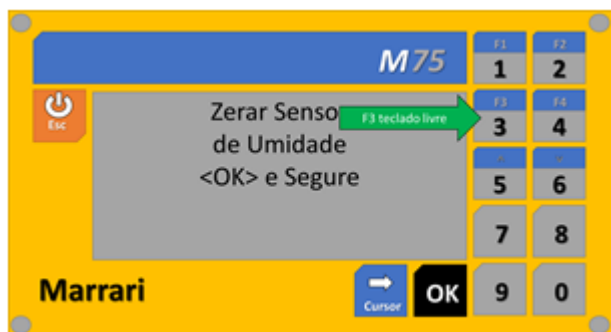 M75
F1 F2
1 2
Esc
Zerar Senso
de Umidade
<OK> e Segure
F3 teclado livre
F3 F4
3 4
5 6
7 8
Marrari
Cursor
OK
9 0